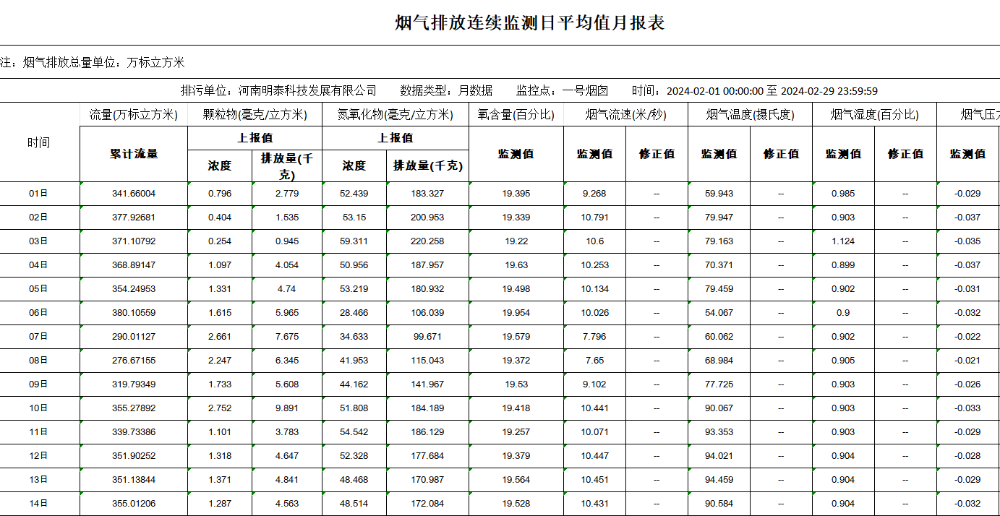 烟气排放连续监测日平均值月报表
注：烟气排放总量单位：万标立方米
排污单位：河南明泰科技发展有限公司 数据类型：月数据 监控点：一号烟囱 时间：2024-02-01 00:00:00 至 2024-02-29 23:59:59
时间 流量(万标立方米) 颗粒物(毫克/立方米) 氮氧化物(毫克/立方米) 氧含量(百分比) 烟气流速(米/秒) 烟气温度(摄氏度) 烟气湿度(百分比) 烟气压
累计流量 上报值 上报值 监测值 监测值 修正值 监测值 修正值 监测值 修正值 监测值
浓度 排放量(千克) 浓度 排放量(千克)
01日 341.66004 0.796 2.779 52.439 183.327 19.395 9.268 -- 59.943 -- 0.985 -- -0.029
02日 377.92681 0.404 1.535 53.15 200.953 19.339 10.791 -- 79.947 -- 0.903 -- -0.037
03日 371.10792 0.254 0.945 59.311 220.258 19.22 10.6 -- 79.163 -- 1.124 -- -0.035
04日 368.89147 1.097 4.054 50.956 187.957 19.63 10.253 -- 70.371 -- 0.899 -- -0.037
05日 354.24953 1.331 4.74 53.219 180.932 19.498 10.134 -- 79.459 -- 0.902 -- -0.031
06日 380.10559 1.615 5.965 28.466 106.039 19.954 10.026 -- 54.067 -- 0.9 -- -0.032
07日 290.01127 2.661 7.675 34.633 99.671 19.579 7.796 -- 60.062 -- 0.902 -- -0.022
08日 276.67155 2.247 6.345 41.953 115.043 19.372 7.65 -- 68.984 -- 0.905 -- -0.021
09日 319.79349 1.733 5.608 44.162 141.967 19.53 9.102 -- 77.725 -- 0.903 -- -0.026
10日 355.27892 2.752 9.891 51.808 184.189 19.418 10.441 -- 90.067 -- 0.903 -- -0.033
11日 339.73386 1.101 3.783 54.542 186.129 19.257 10.071 -- 93.353 -- 0.903 -- -0.029
12日 351.90252 1.318 4.647 52.328 177.684 19.379 10.447 -- 94.021 -- 0.904 -- -0.028
13日 351.13844 1.371 4.841 48.468 170.987 19.564 10.451 -- 94.459 -- 0.904 -- -0.029
14日 355.01206 1.287 4.563 48.514 172.084 19.528 10.431 -- 90.584 -- 0.904 -- -0.032